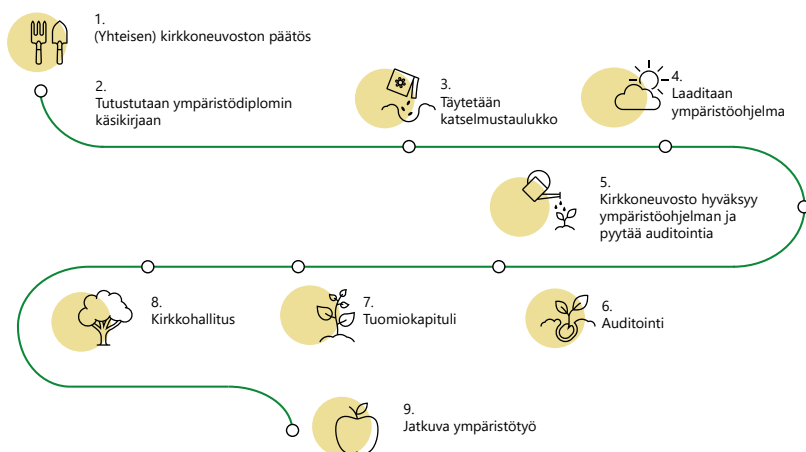 1.
(Yhteisen) kirkkoneuvoston päätös
2.
Tutustutaan ympäristödiplomin
käsikirjaan
3.
Täytetään
katselmustaulukko
4.
Laaditaan
ympäristöohjelma
5.
Kirkkoneuvosto hyväksyy
ympäristöohjelman ja
pyytää auditointia
6.
Auditointi
7.
Tuomiokapituli
8.
Kirkkohallitus
9.
Jatkuva ympäristötyö